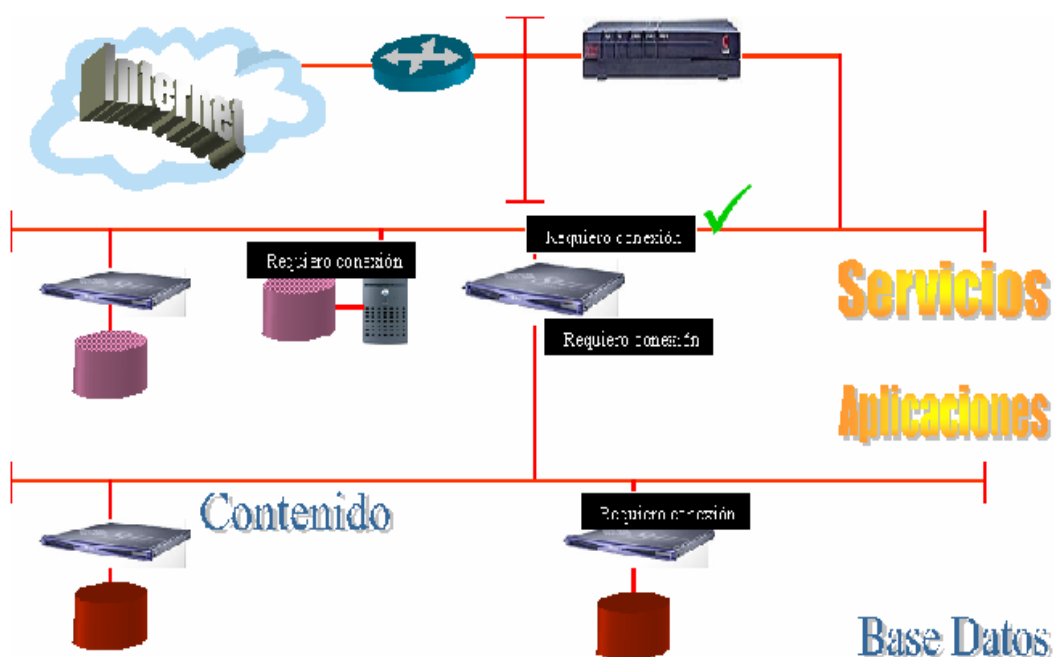 Internet
Requiero conexión
Requiero conexión
Servicios
Requiero conexión
Aplicaciones
Contenido
Requiero conexión
Base Datos